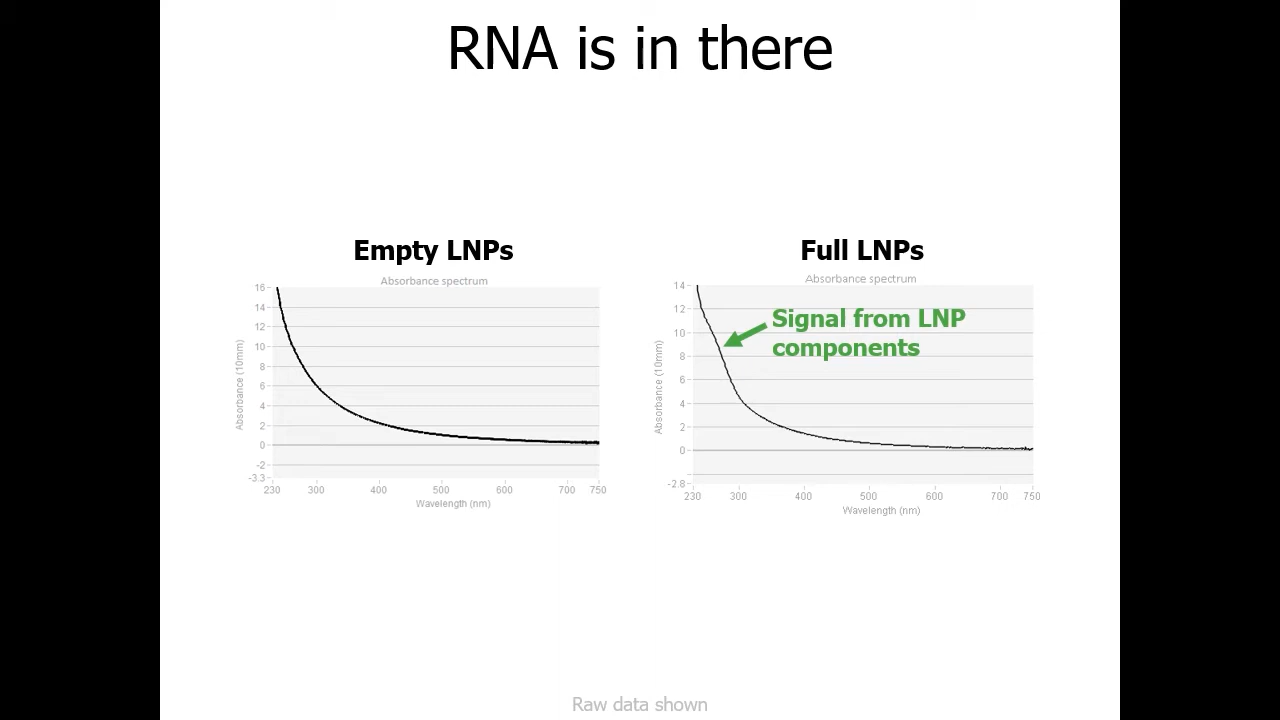 RNA is in there
Empty LNPs
Absorbance spectrum
16
14
12
10
8
6
4
2
0
-2
-3.3
Absorbance (10mm)
230 300 400 500 600 700 750
Wavelength (nm)
Full LNPs
Absorbance spectrum
Signal from LNP
components
14
12
10
8
6
4
2
0
-2.8
Absorbance (10mm)
230 300 400 500 600 700 750
Wavelength (nm)
Raw data shown